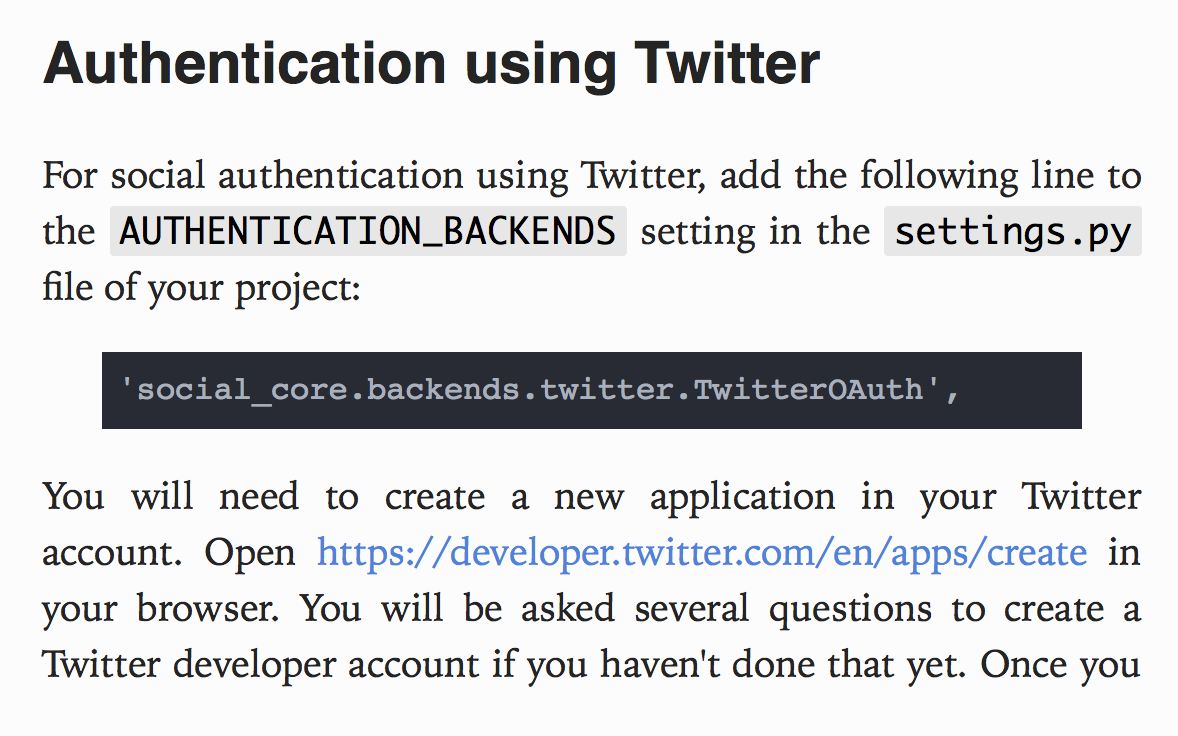 Authentication using Twitter
For social authentication using Twitter, add the following line to
the AUTHENTICATION_BACKENDS setting in the settings.py
file of your project:
'social_core.backends.twitter.TwitterOAuth',
You will need to create a new application in your Twitter
account. Open https://developer.twitter.com/en/apps/create in
your browser. You will be asked several questions to create a
Twitter developer account if you haven't done that yet. Once you